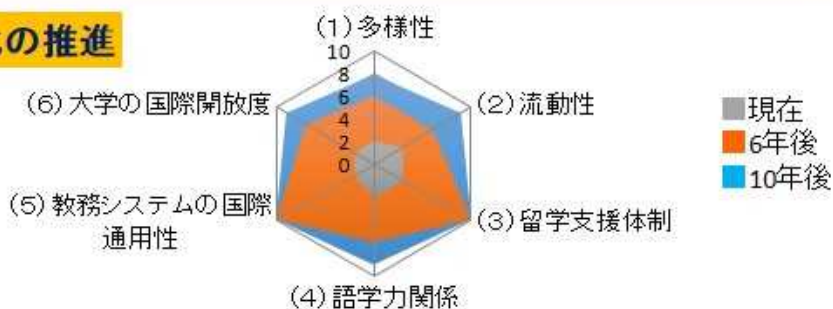 の推進
(1)多様性
10
8
6
4
2
0
(2)流動性
(3)留学支援体制
(4)語学力関係
(5)教務システムの国際
通用性
(6)大学の国際開放度
現在
6年後
10年後